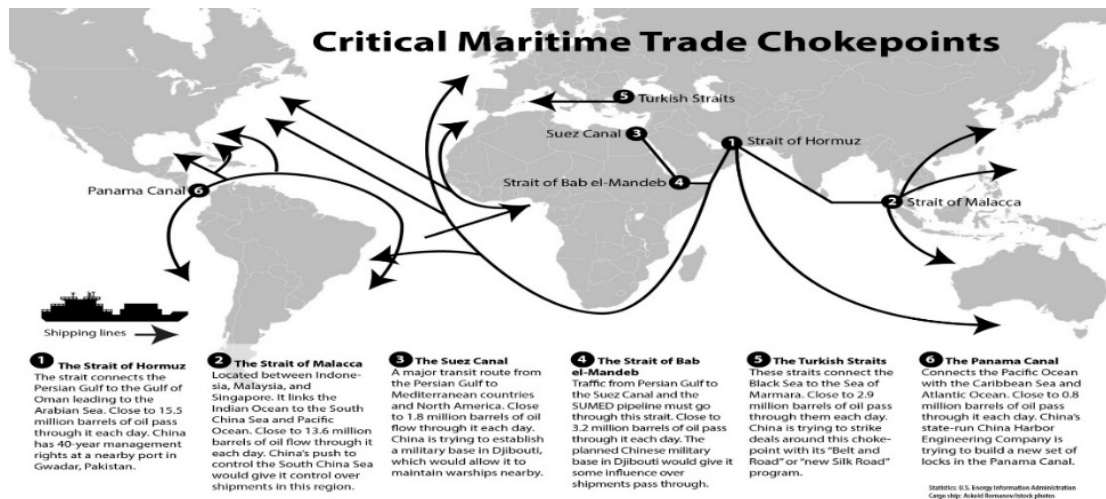 Critical Maritime Trade Chokepoints
5 Turkish Straits
Suez Canal 3
1 Strait of Hormuz
Strait of Bab el-Mandeb 4
Panama Canal 6
2 Strait of Malacca
Shipping lines
1 The Strait of Hormuz
The strait connects the
Persian Gulf to the Gulf of
Oman leading to the
Arabian Sea. Close to 15.5
million barrels of oil pass
through it each day. China
has 40-year management
rights at a nearby port in
Gwadar, Pakistan.
2 The Strait of Malacca
Located between Indone-
sia, Malaysia, and
Singapore. It links the
Indian Ocean to the South
China Sea and Pacific
Ocean. Close to 13.6 million
barrels of oil flow through it
each day. China's push to
control the South China Sea
would give it control over
shipments in this region.
3 The Suez Canal
A major transit route from
the Persian Gulf to
Mediterranean countries
and North America. Close
to 1.8 million barrels of oil
flow through it each day.
China is trying to establish
a military base in Djibouti,
which would allow it to
maintain warships nearby.
4 The Strait of Bab
el-Mandeb
Traffic from Persian Gulf to
the Suez Canal and the
SUMED pipeline must go
through this strait. Close to
3.2 million barrels of oil pass
through it each day. The
planned Chinese military
base in Djibouti would give it
some influence over
shipments pass through.
5 The Turkish Straits
These straits connect the
Black Sea to the Sea of
Marmara. Close to 2.9
million barrels of oil pass
through them each day.
China is trying to strike
deals around this choke-
point with its "Belt and
Road" or "new Silk Road"
program.
6 The Panama Canal
Connects the Pacific Ocean
with the Caribbean Sea and
Atlantic Ocean. Close to 0.8
million barrels of oil pass
through it each day. China's
state-run China Harbor
Engineering Company is
trying to build a new set of
locks in the Panama Canal.
Statistics: U.S. Energy Information Administration
Cargo ship: Askold Romanov/Istock photos